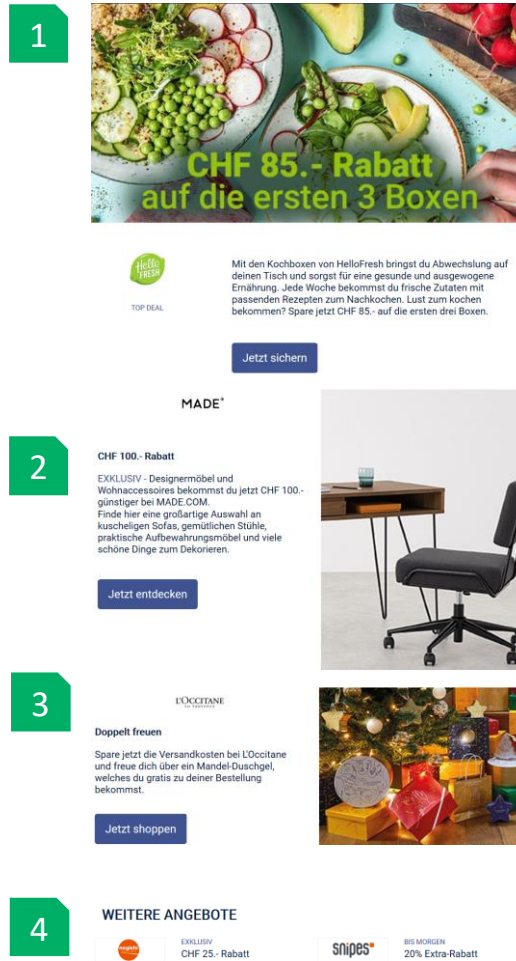 1
CHF 85.- Rabatt
auf die ersten 3 Boxen
Hello
FRESH
TOP DEAL
Mit den Kochboxen von HelloFresh bringst du Abwechslung auf
deinen Tisch und sorgst für eine gesunde und ausgewogene
Ernährung. Jede Woche bekommst du frische Zutaten mit
passenden Rezepten zum Nachkochen. Lust zum kochen
bekommen? Spare jetzt CHF 85.- auf die ersten drei Boxen.
Jetzt sichern
2
MADE
CHF 100.- Rabatt
EXKLUSIV - Designermöbel und
Wohnaccessoires bekommst du jetzt CHF 100.-
günstiger bei MADE.COM.
Finde hier eine großartige Auswahl an
kuscheligen Sofas, gemütlichen Stühle,
praktische Aufbewahrungsmöbel und viele
schöne Dinge zum Dekorieren.
Jetzt entdecken
3
L'OCCITANE
EN PROVENCE
Doppelt freuen
Spare jetzt die Versandkosten bei L'Occitane
und freue dich über ein Mandel-Duschgel,
welches du gratis zu deiner Bestellung
bekommst.
Jetzt shoppen
4
WEITERE ANGEBOTE
EXKLUSIV
CHF 25.- Rabatt
snipes
BIS MORGEN
20% Extra-Rabatt